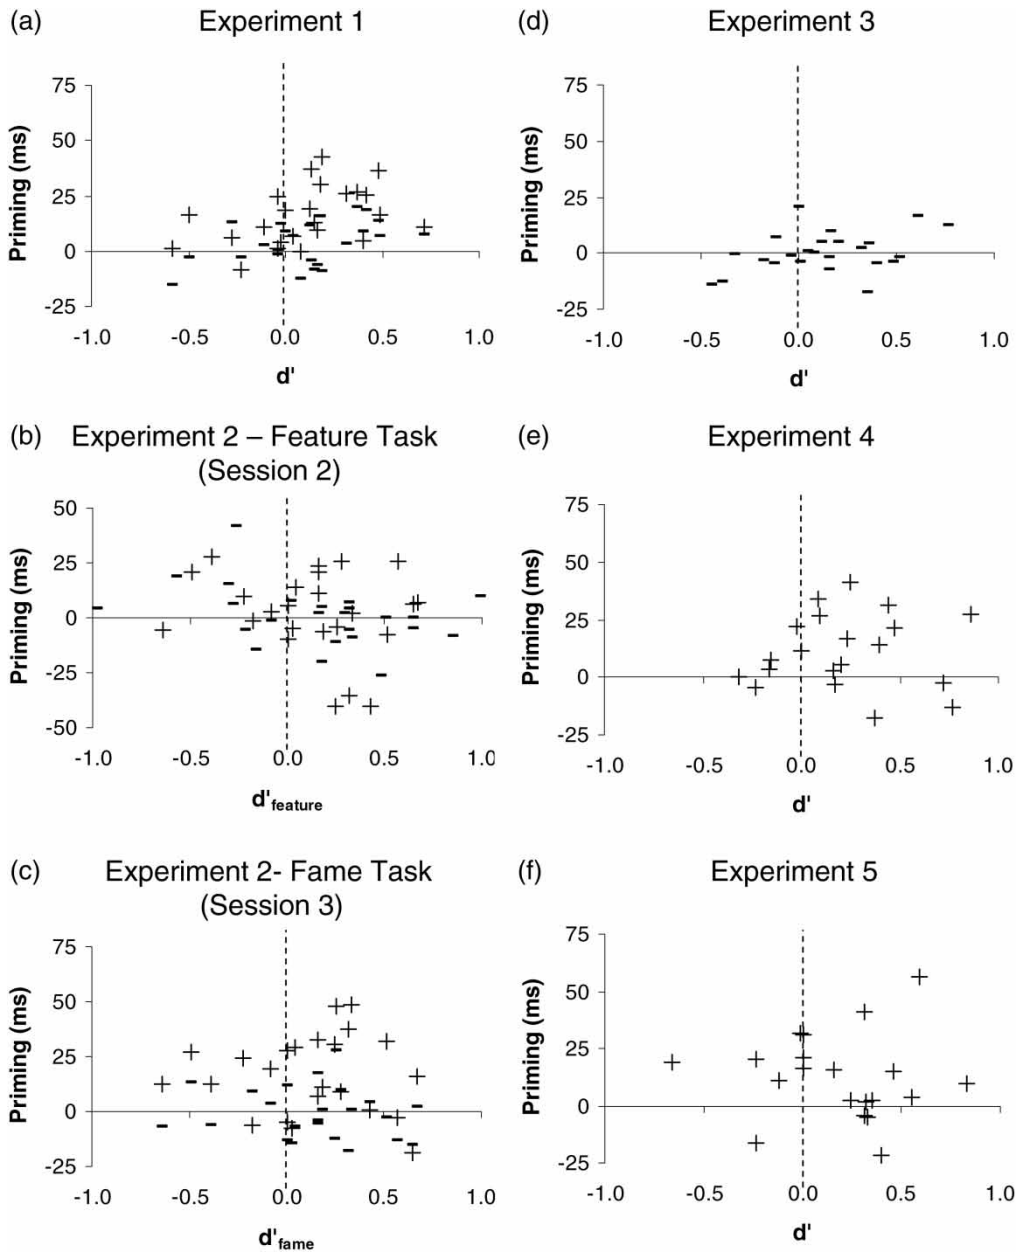 (a) Experiment 1
75
50
25
0
-25
Priming (ms)
-1.0 -0.5 0.0 0.5 1.0
d'
(d) Experiment 3
75
50
25
0
-25
Priming (ms)
-1.0 -0.5 0.0 0.5 1.0
d'
(b) Experiment 2 – Feature Task
(Session 2)
50
25
0
-25
-50
Priming (ms)
-1.0 -0.5 0.0 0.5 1.0
d'feature
(e) Experiment 4
75
50
25
0
-25
Priming (ms)
-1.0 -0.5 0.0 0.5 1.0
d'
(c) Experiment 2- Fame Task
(Session 3)
75
50
25
0
-25
Priming (ms)
-1.0 -0.5 0.0 0.5 1.0
d'fame
(f) Experiment 5
75
50
25
0
-25
Priming (ms)
-1.0 -0.5 0.0 0.5 1.0
d'